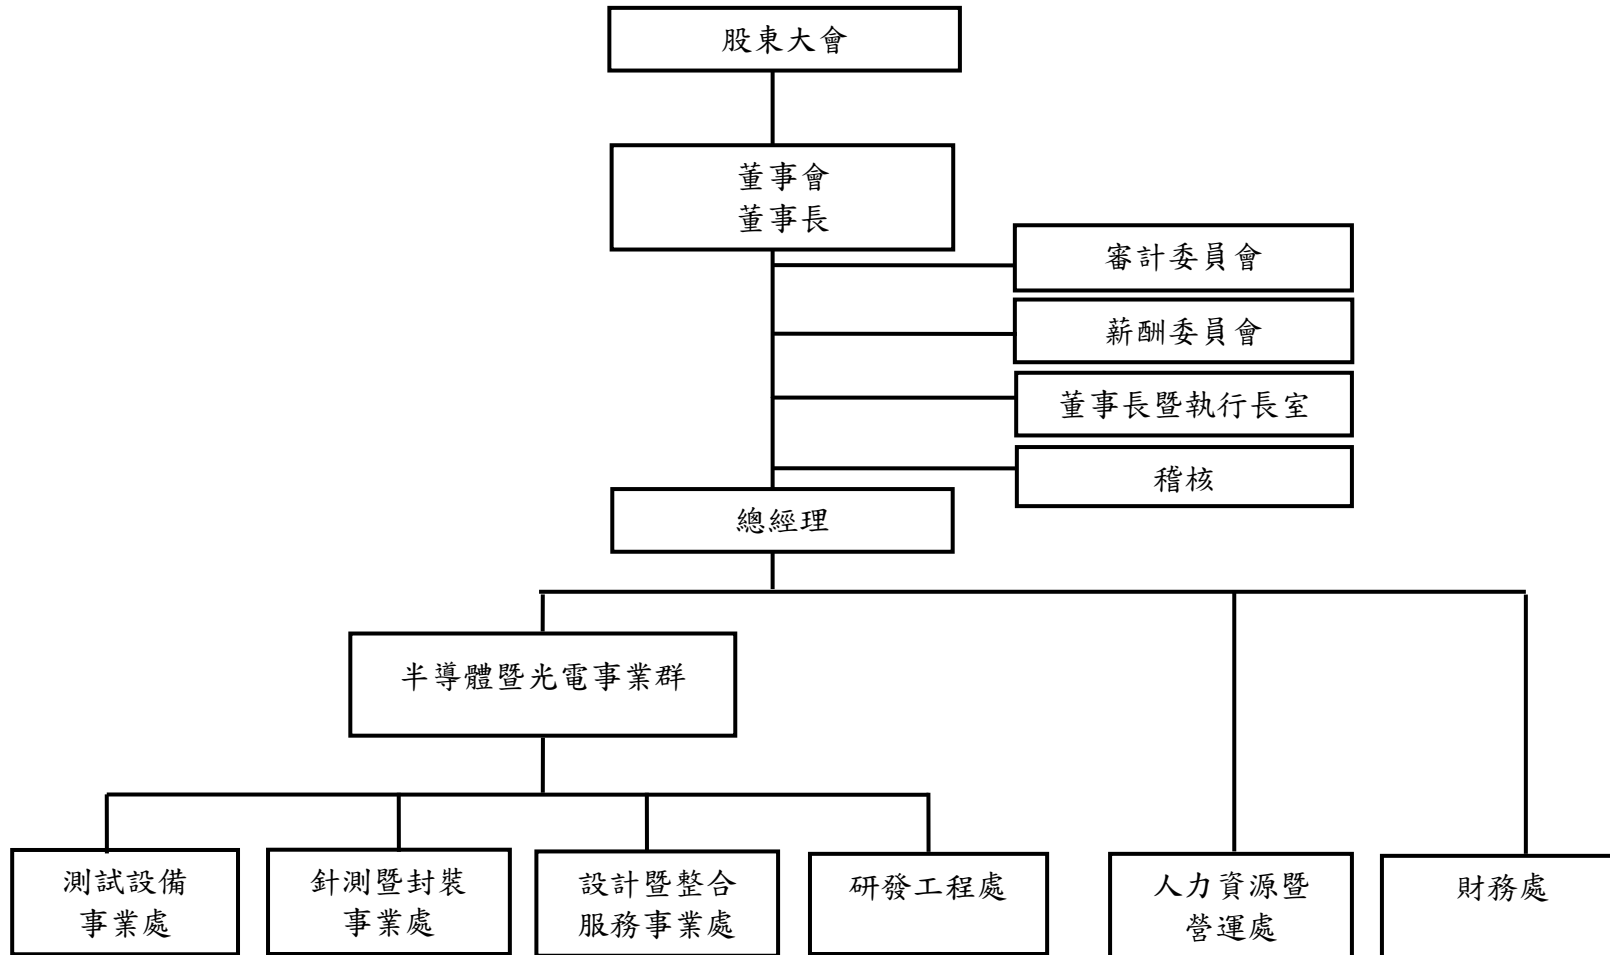 股東大會
董事會
董事長
審計委員會
薪酬委員會
董事長暨執行長室
稽核
總經理
半導體暨光電事業群
測試設備
事業處
針測暨封裝
事業處
設計暨整合
服務事業處
研發工程處
人力資源暨
營運處
財務處